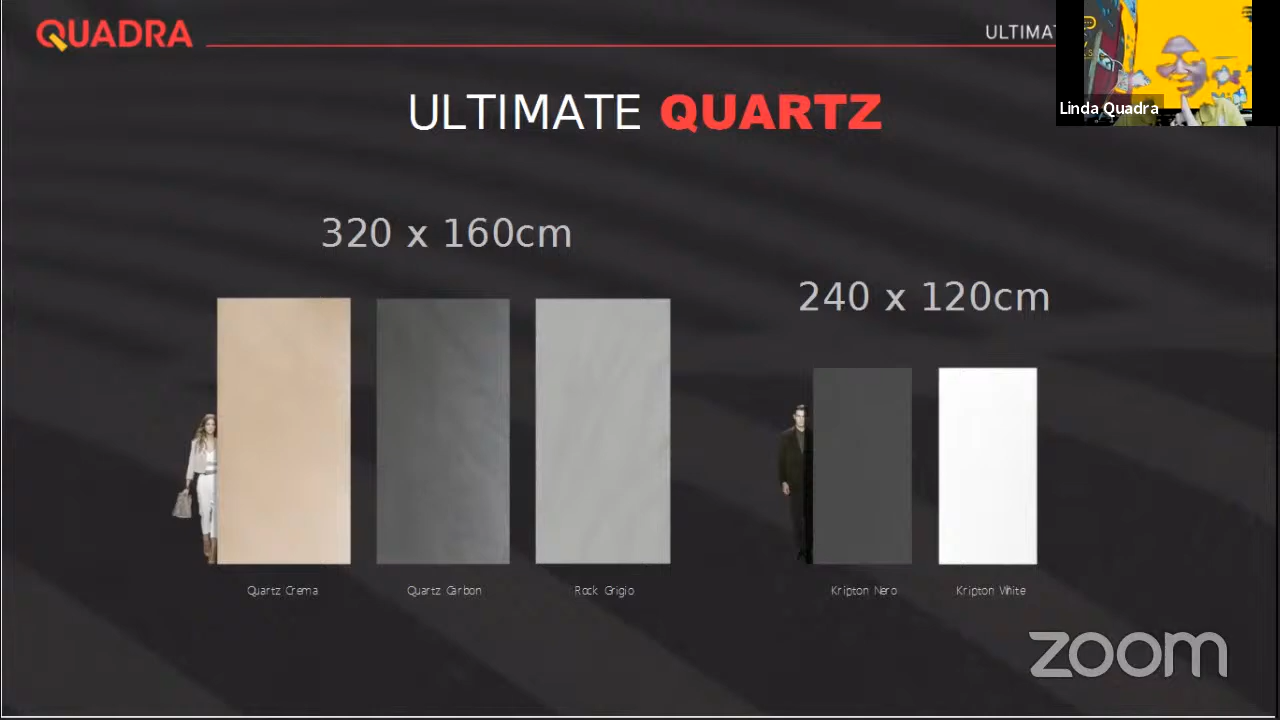 QUADRA
ULTIMAT
Linda Quadra
ULTIMATE QUARTZ
320 x 160cm
240 x 120cm
Quartz Crema
Quartz Carbon
Rock Grigio
Kripton Nero
Kripton White
zoom